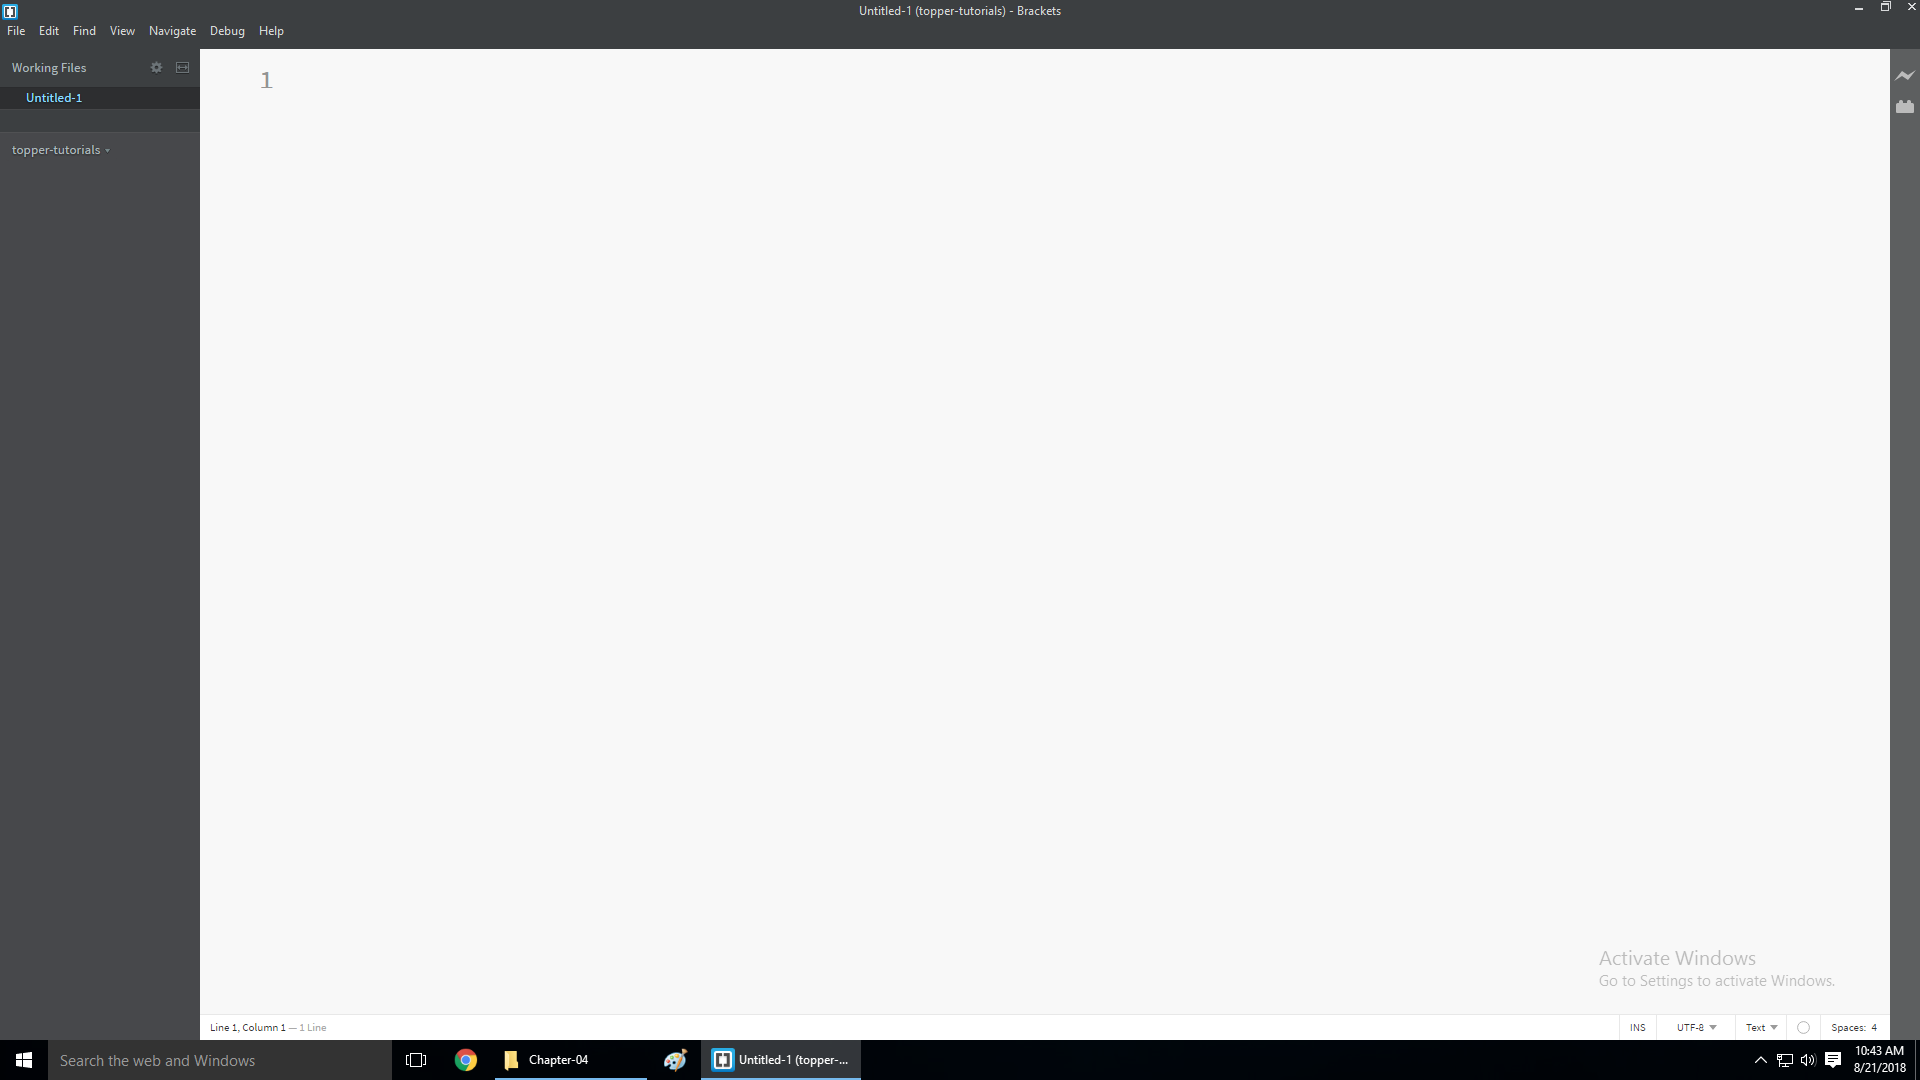 Untitled-1 (topper-tutorials) - Brackets
File Edit Find View Navigate Debug Help
Working Files
Untitled-1
topper-tutorials
1
Activate Windows
Go to Settings to activate Windows.
Line 1, Column 1 — 1 Line
INS UTF-8 Text Spaces: 4
Search the web and Windows
Chapter-04
Untitled-1 (topper-...
10:43 AM
8/21/2018